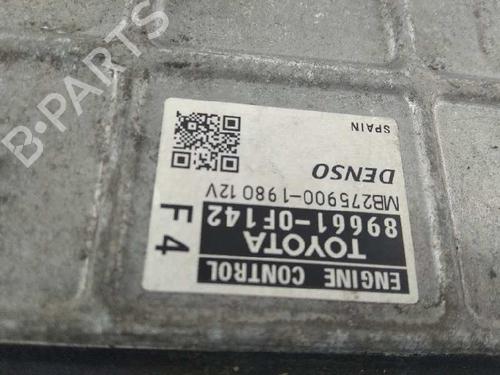 ENGINE CONTROL
TOYOTA
89661-0F142
F4
MB275900-1980 12V
DENSO
SPAIN
B-PARTS